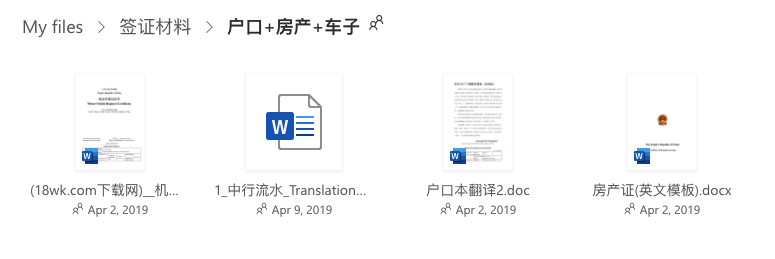 My files > 签证材料 > 户口+房产+车子
(18wk.com下载网)__机...
1_中行流水_Translation...
户口本翻译2.doc
房产证(英文模板).docx
Apr 2, 2019
Apr 9, 2019
Apr 2, 2019
Apr 2, 2019